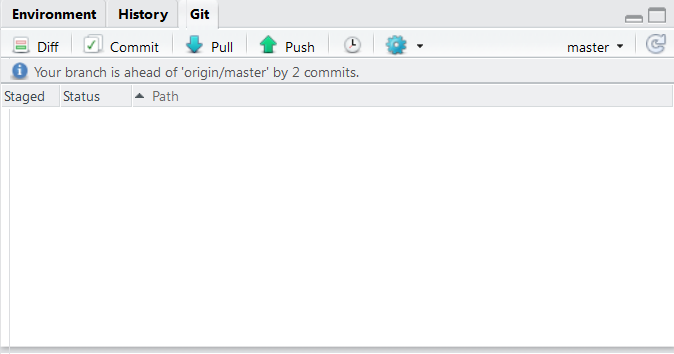 Environment History Git
Diff Commit Pull Push master
Your branch is ahead of 'origin/master' by 2 commits.
Staged Status Path